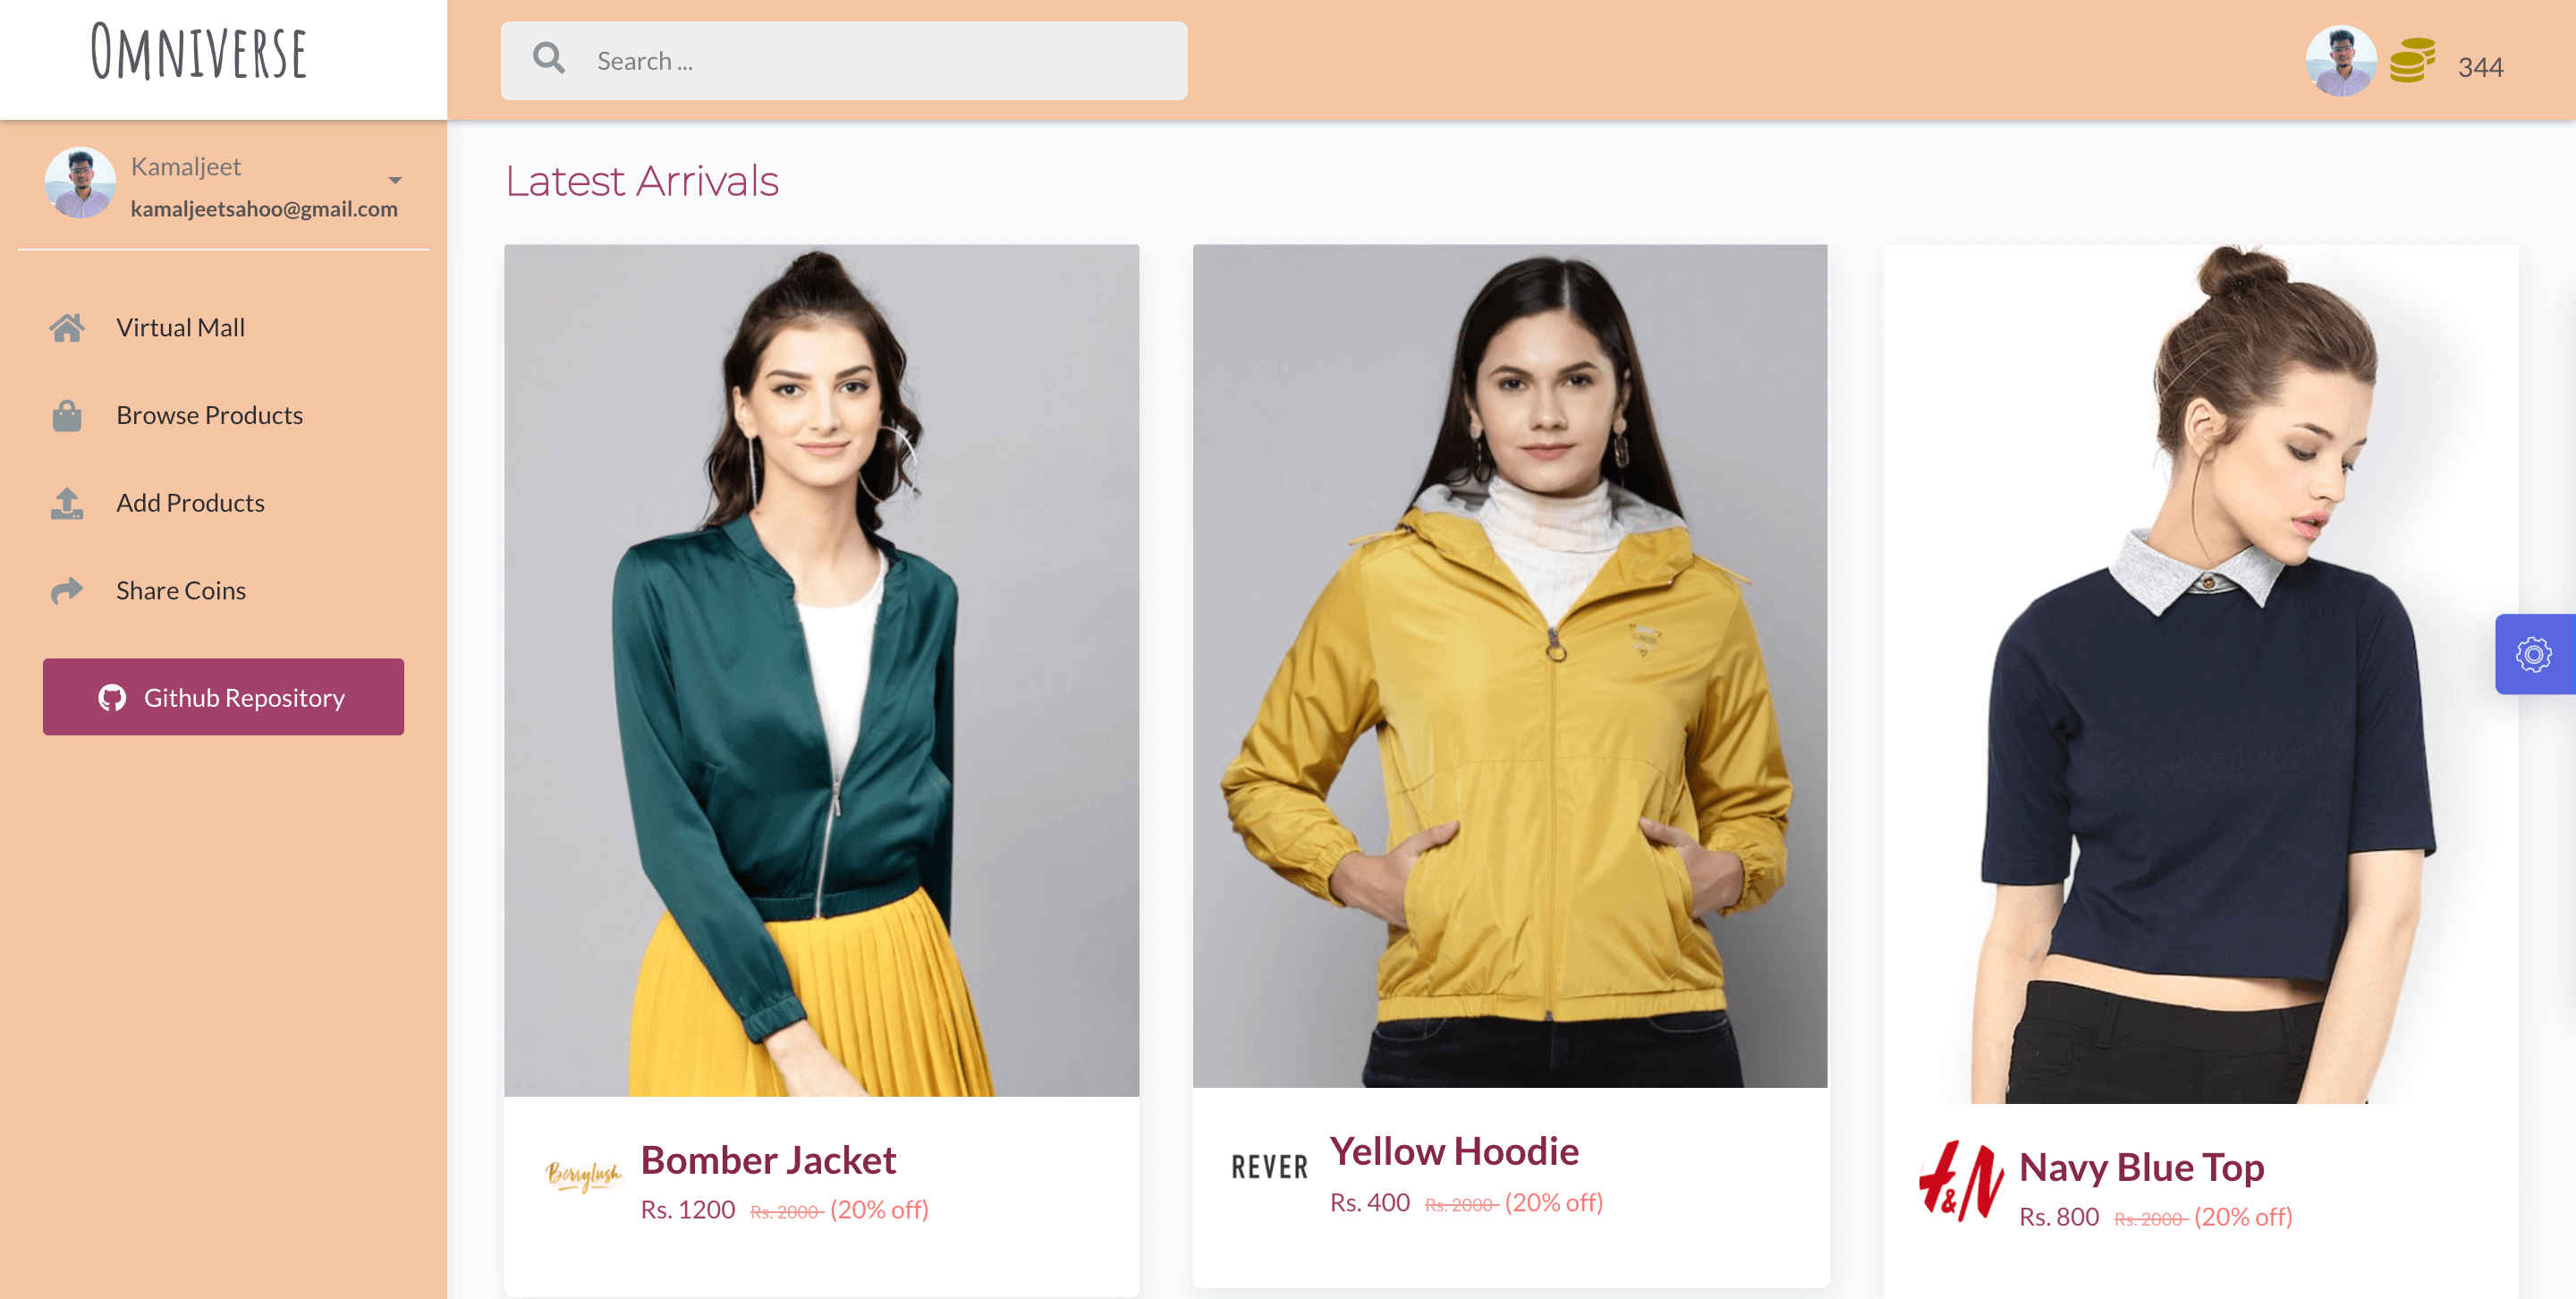 OMNIVERSE
Search ...
344
Kamaljeet
kamaljeetsahoo@gmail.com
Virtual Mall
Browse Products
Add Products
Share Coins
Github Repository
Latest Arrivals
Berrylush
Bomber Jacket
Rs. 1200 Rs. 2000 (20% off)
REVER
Yellow Hoodie
Rs. 400 Rs. 2000 (20% off)
H&M
Navy Blue Top
Rs. 800 Rs. 2000 (20% off)